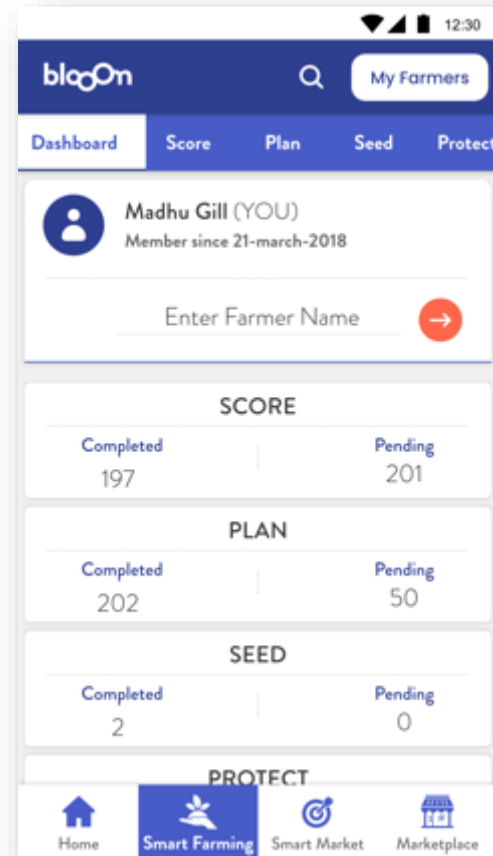 12:30
blooOn
My Farmers
Dashboard Score Plan Seed Protect
Madhu Gill (YOU)
Member since 21-march-2018
Enter Farmer Name
SCORE
Completed Pending
197 201
PLAN
Completed Pending
202 50
SEED
Completed Pending
2 0
PROTECT
Home Smart Farming Smart Market Marketplace